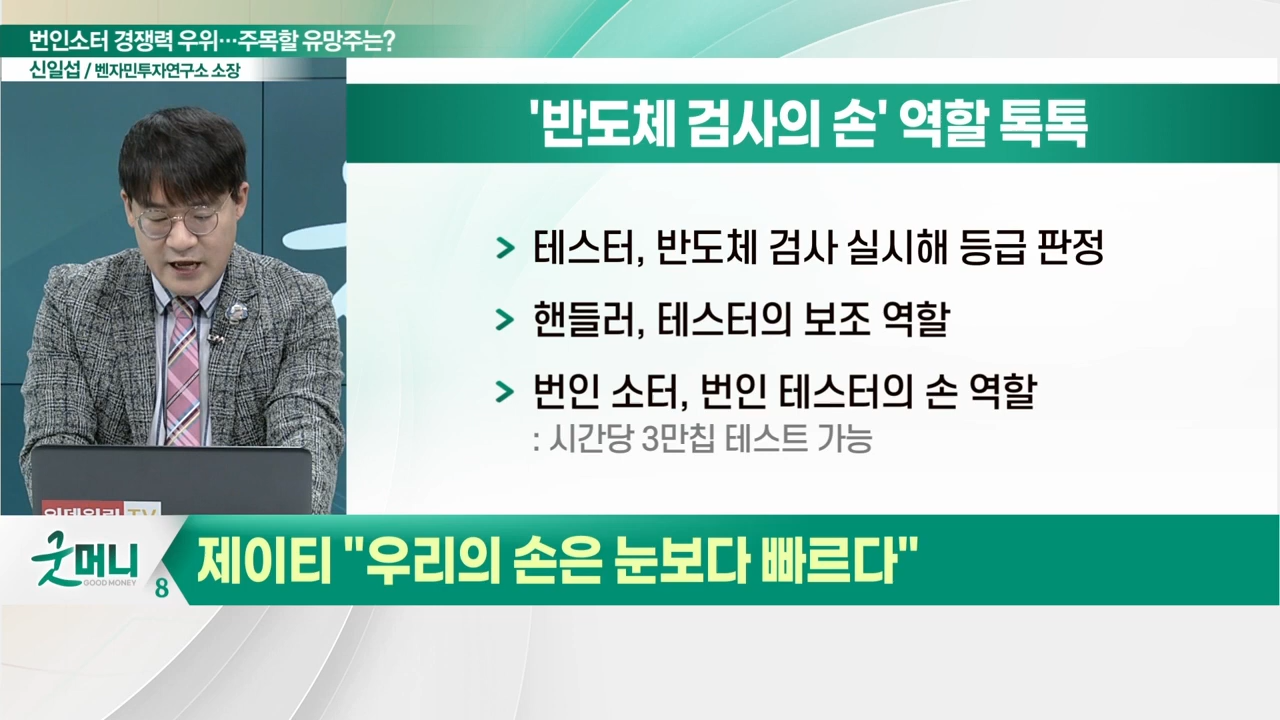 번인소터 경쟁력 우위…주목할 유망주는?
신일섭 / 벤자민투자연구소 소장
'반도체 검사의 손' 역할 톡톡
> 테스터, 반도체 검사 실시해 등급 판정
> 핸들러, 테스터의 보조 역할
> 번인 소터, 번인 테스터의 손 역할
: 시간당 3만칩 테스트 가능
TV
굿머니
GOOD MONEY
8
제이티 "우리의 손은 눈보다 빠르다"